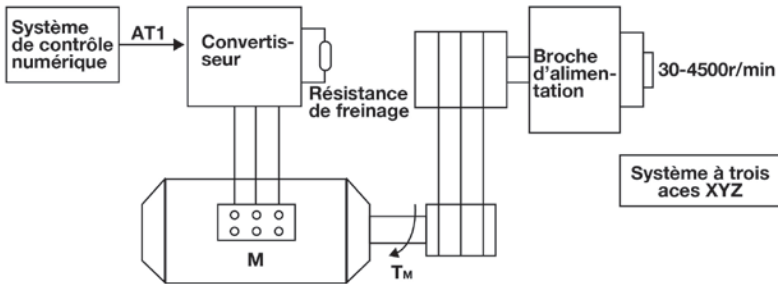 Système
de contrôle
numérique
AT1
Convertis-
seur
Résistance
de freinage
Broche
d'alimen-
tation
30-4500r/min
Système à trois
aces XYZ
M
TM